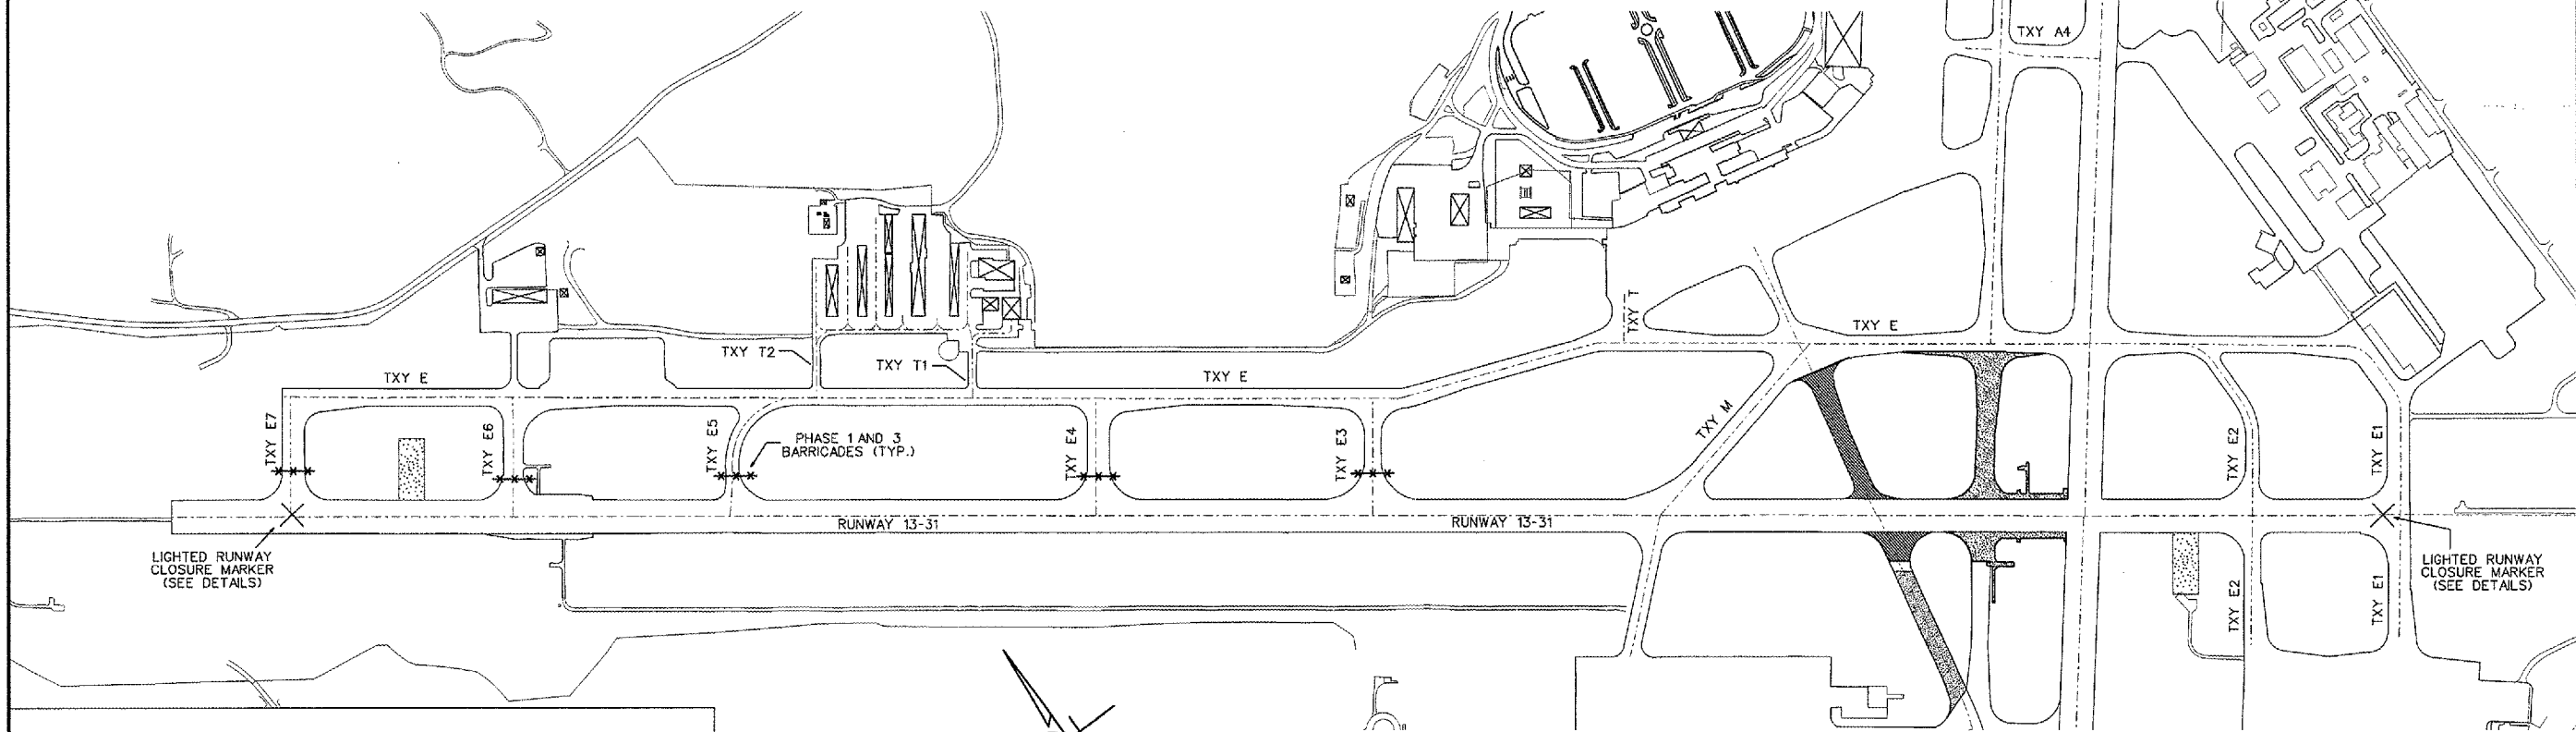 TXY A4
TXY T
TXY E
TXY T2
TXY T1
TXY E
TXY E
TXY E7
TXY E6
TXY E5
PHASE 1 AND 3
BARRICADES (TYP.)
TXY E4
TXY E3
TXY M
TXY E2
TXY E1
RUNWAY 13-31
RUNWAY 13-31
LIGHTED RUNWAY
CLOSURE MARKER
(SEE DETAILS)
TXY E2
TXY E1
LIGHTED RUNWAY
CLOSURE MARKER
(SEE DETAILS)